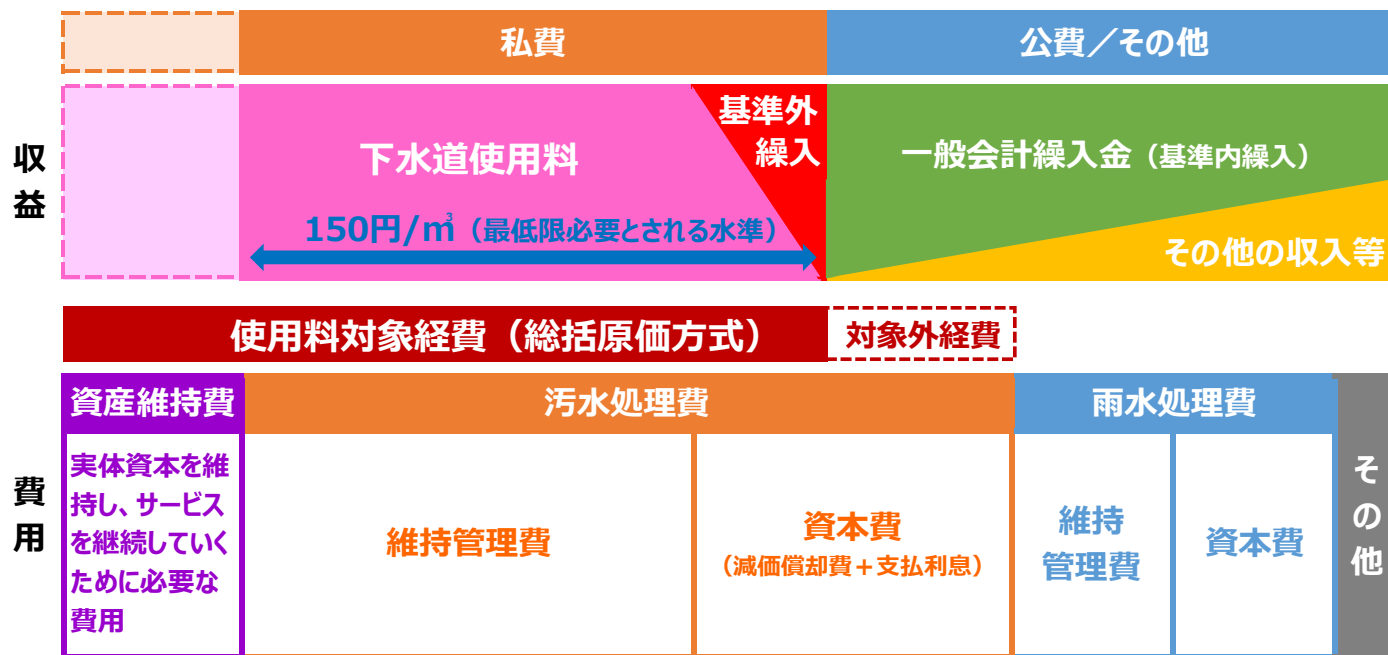 私費
公費／その他
収益
下水道使用料
基準外
繰入
一般会計繰入金（基準内繰入）
150円/㎥（最低限必要とされる水準）
その他の収入等
使用料対象経費（総括原価方式）
対象外経費
費用
資産維持費
汚水処理費
雨水処理費
その他
実体資本を維
持し、サービス
を継続していく
ために必要な
費用
維持管理費
資本費
（減価償却費＋支払利息）
維持
管理費
資本費